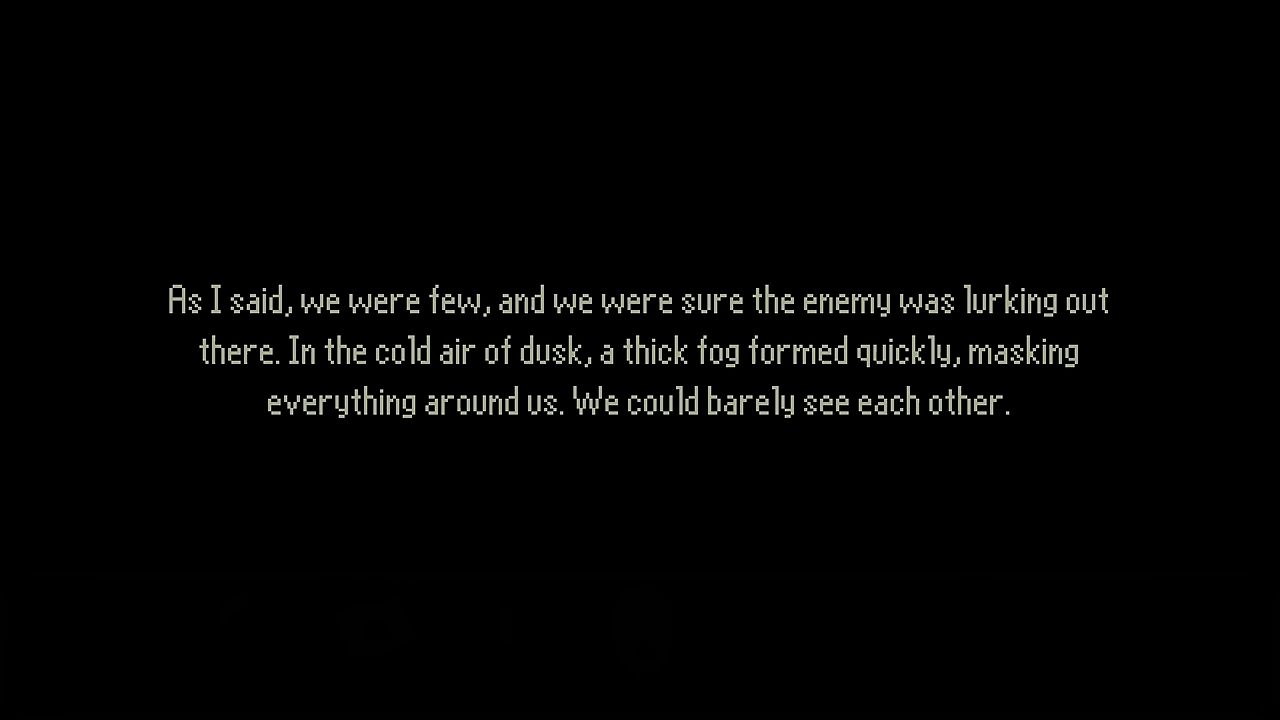 As I said, we were few, and we were sure the enemy was lurking out
there. In the cold air of dusk, a thick fog formed quickly, masking
everything around us. We could barely see each other.